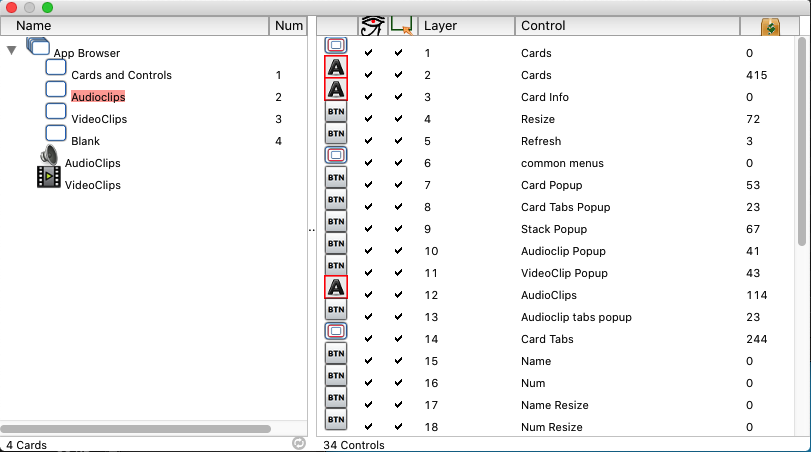 Name Num
App Browser
Cards and Controls 1
Audioclips 2
VideoClips 3
Blank 4
AudioClips
VideoClips
4 Cards
Layer Control
A
A
BTN
BTN
BTN
BTN
BTN
BTN
BTN
A
BTN
BTN
BTN
BTN
BTN
1 Cards 0
2 Cards 415
3 Card Info 0
4 Resize 72
5 Refresh 3
6 common menus 0
7 Card Popup 53
8 Card Tabs Popup 23
9 Stack Popup 67
10 Audioclip Popup 41
11 VideoClip Popup 43
12 AudioClips 114
13 Audioclip tabs popup 23
14 Card Tabs 244
15 Name 0
16 Num 0
17 Name Resize 0
18 Num Resize 0
34 Controls